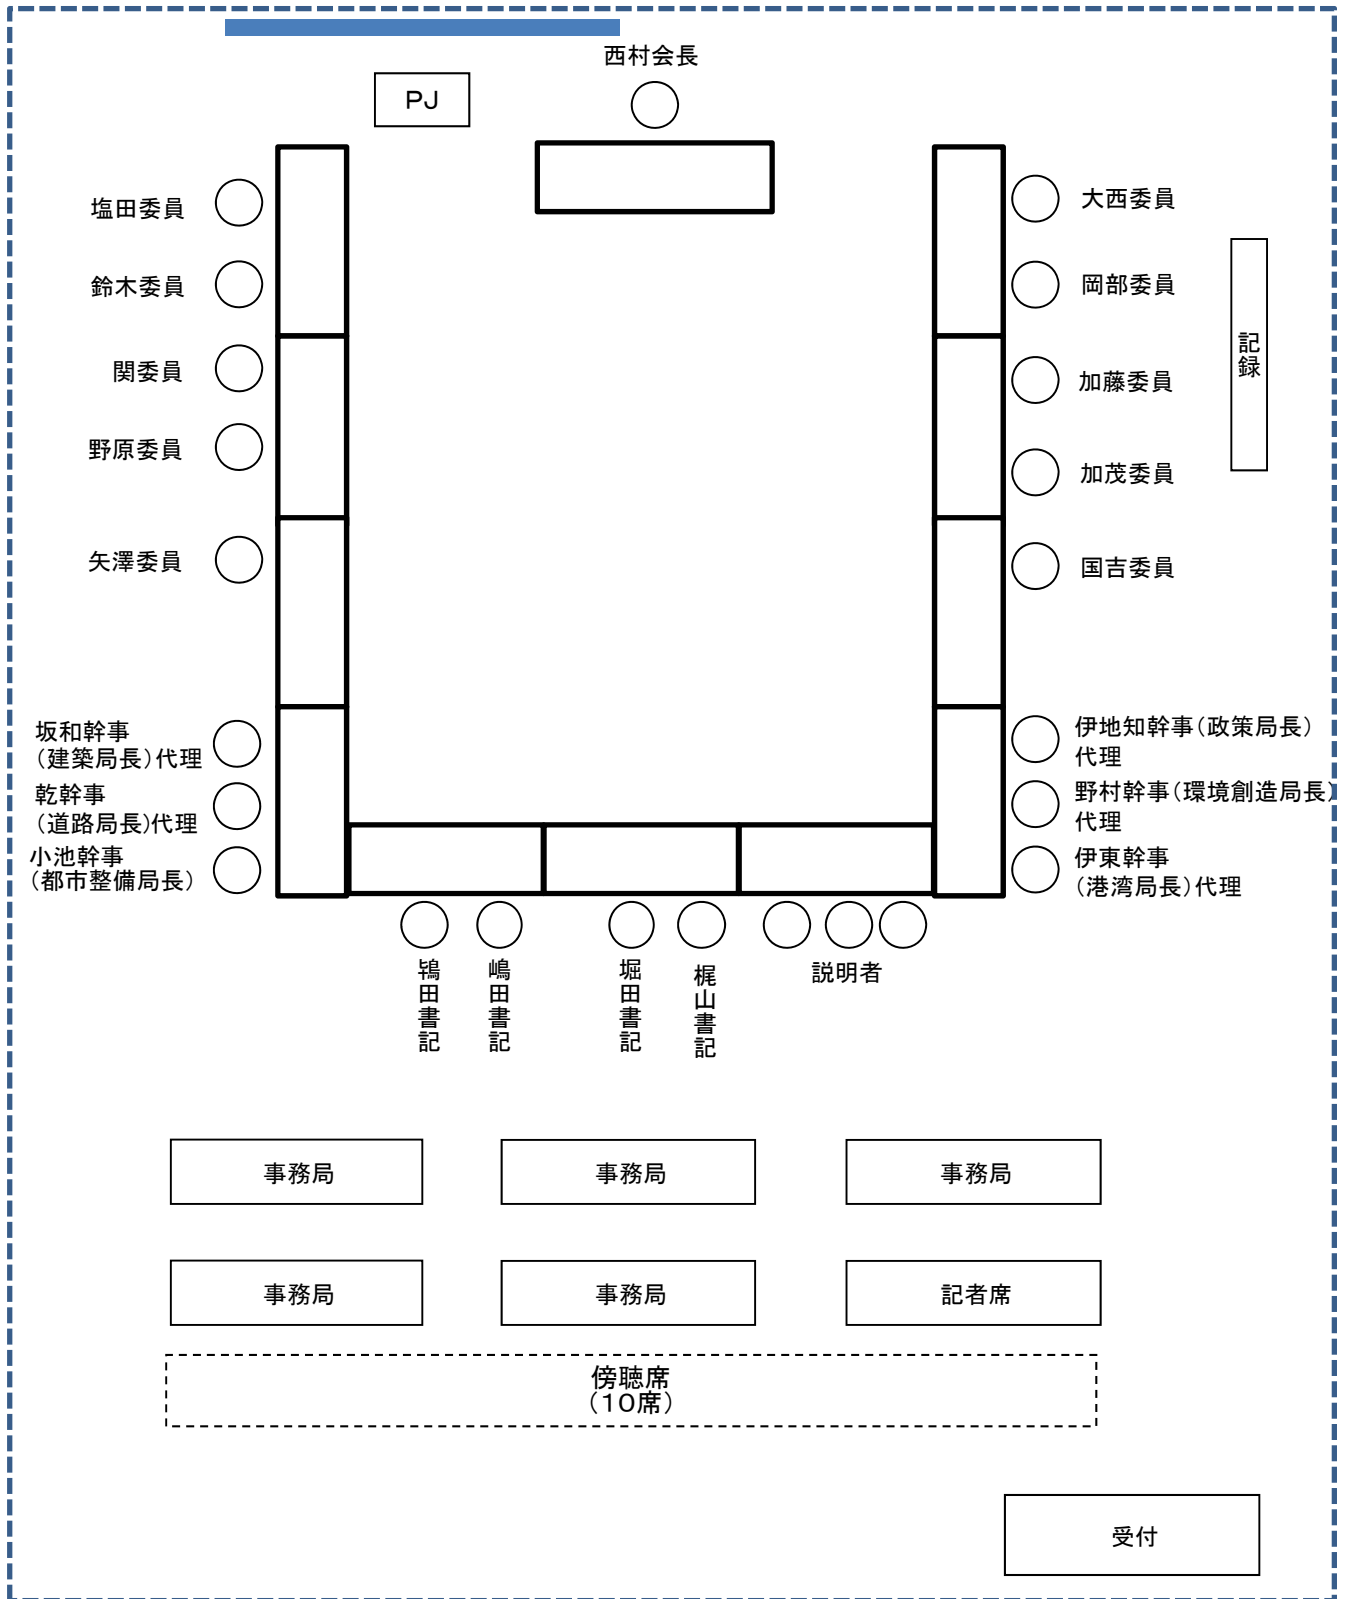 西村会長
PJ
塩田委員
鈴木委員
関委員
野原委員
矢澤委員
坂和幹事
（建築局長）代理
乾幹事
（道路局長）代理
小池幹事
（都市整備局長）
大西委員
岡部委員
加藤委員
加茂委員
国吉委員
記録
伊地知幹事（政策局長）
代理
野村幹事（環境創造局長）
代理
伊東幹事
（港湾局長）代理
鴇田書記
嶋田書記
堀田書記
梶山書記
説明者
事務局
事務局
事務局
事務局
事務局
記者席
傍聴席
（10席）
受付